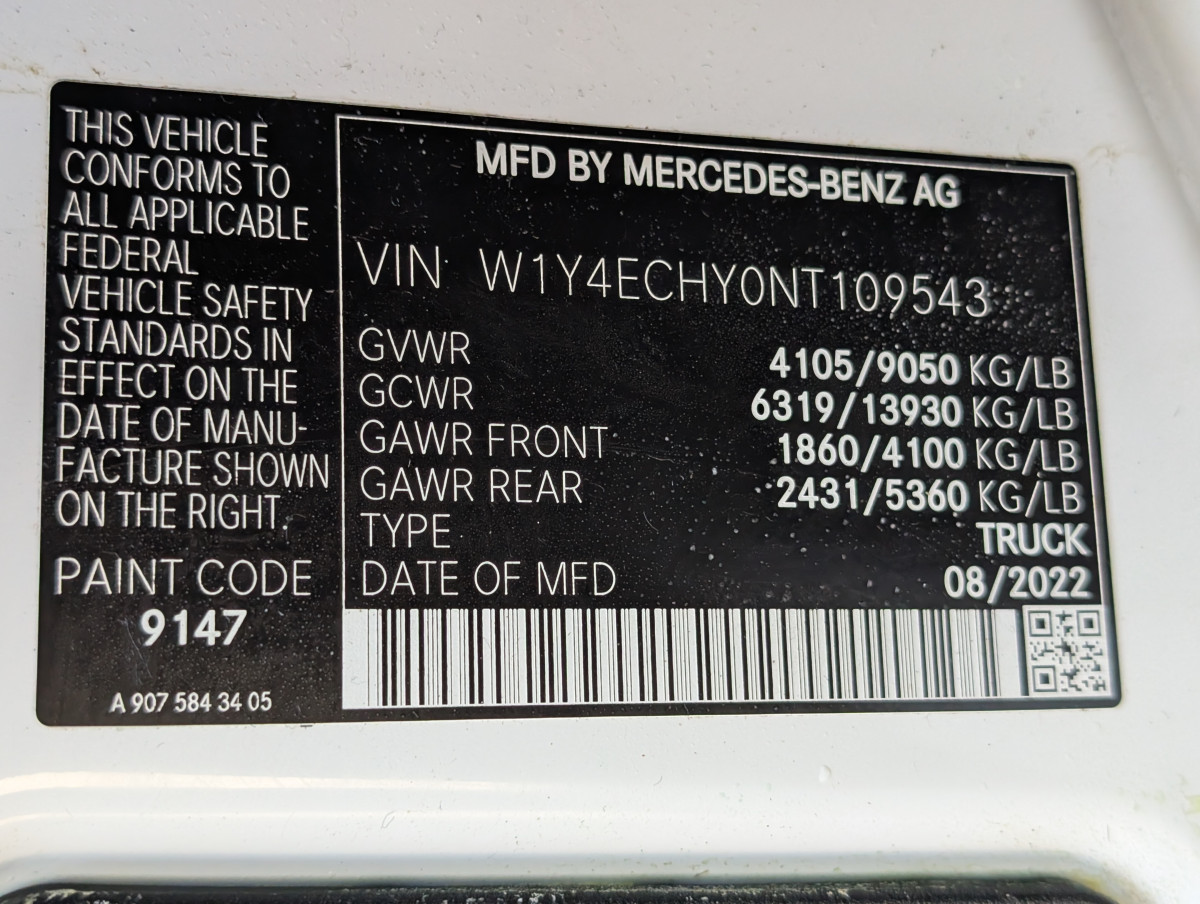 THIS VEHICLE
CONFORMS TO
ALL APPLICABLE
FEDERAL
VEHICLE SAFETY
STANDARDS IN
EFFECT ON THE
DATE OF MANU-
FACTURE SHOWN
ON THE RIGHT.
PAINT CODE
9147
A 907 584 34 05
MFD BY MERCEDES-BENZ AG
VIN W1Y4ECHY0NT109543
GVWR 4105/9050 KG/LB
GCWR 6319/13930 KG/LB
GAWR FRONT 1860/4100 KG/LB
GAWR REAR 2431/5360 KG/LB
TYPE TRUCK
DATE OF MFD 08/2022